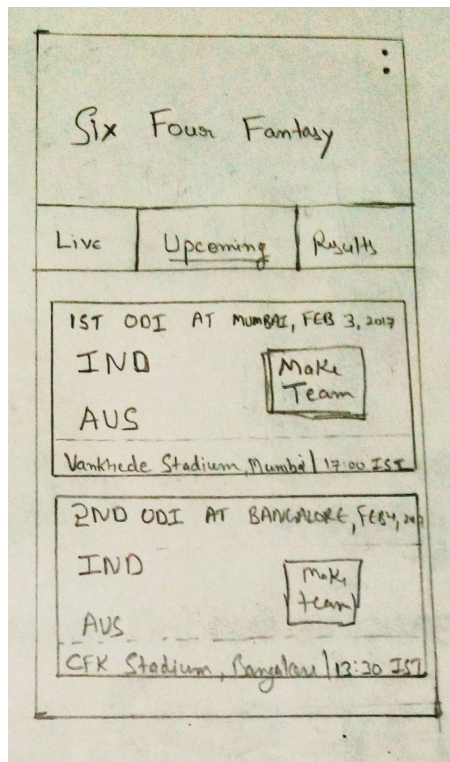 Six Four Fantasy
Live Upcoming Results
1ST ODI AT MUMBAI, FEB 3, 2017
IND
Make
Team
AUS
Vankhede Stadium, Mumbai | 17:00 IST
2ND ODI AT BANGALORE, FEB 4, 2017
IND
Make
team
AUS
CFK Stadium, Bangalore | 13:30 IST